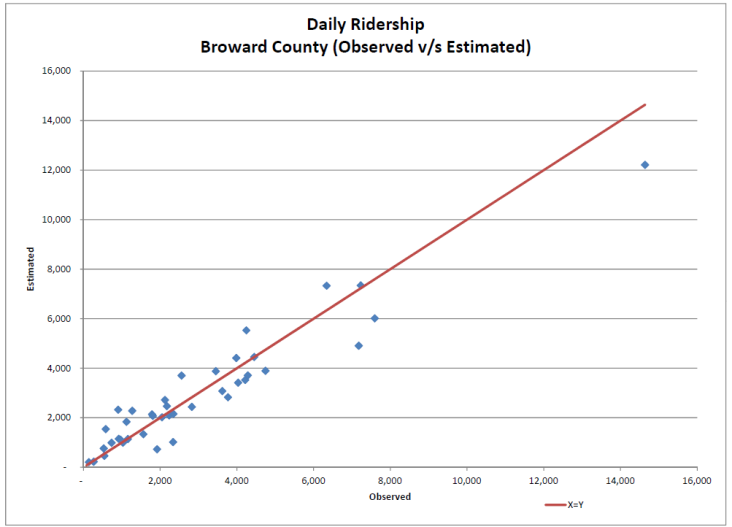 Daily Ridership
Broward County (Observed v/s Estimated)
16,000
14,000
12,000
10,000
8,000
6,000
4,000
2,000
-
Estimated
- 2,000 4,000 6,000 8,000 10,000 12,000 14,000 16,000
Observed
X=Y